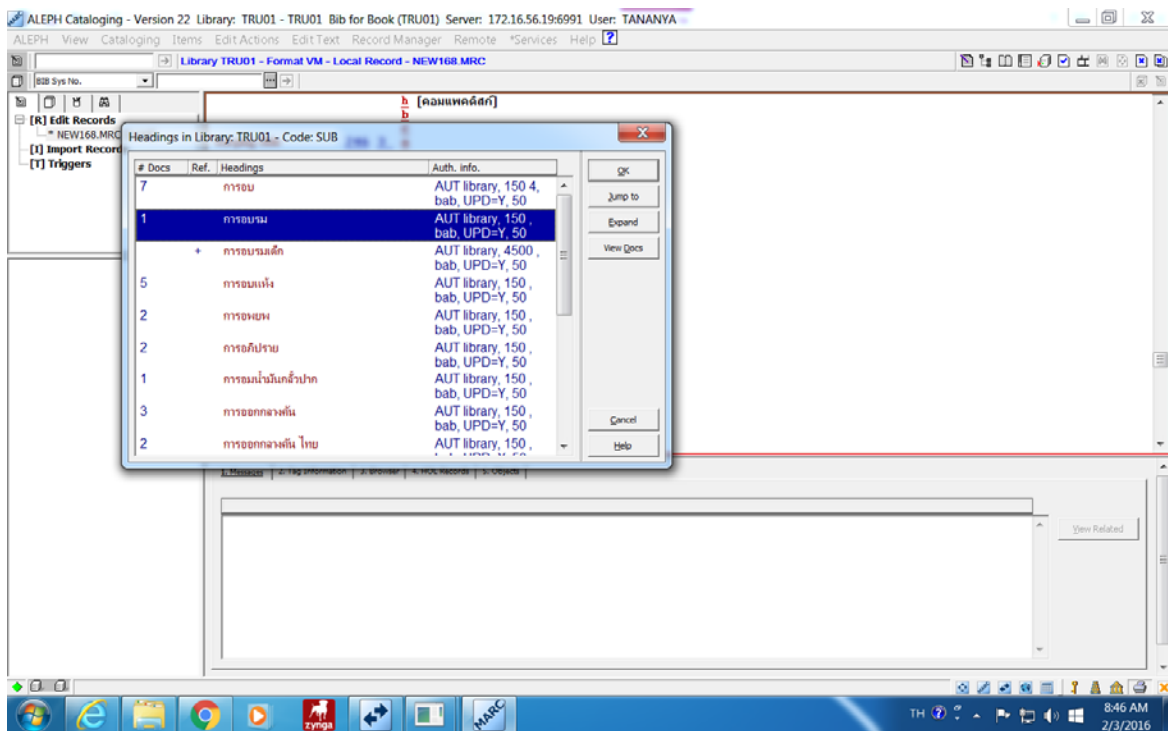 ALEPH Cataloging - Version 22 Library: TRU01 - TRU01 Bib for Book (TRU01) Server: 172.16.56.19:6991 User: TANANYA
ALEPH View Cataloging Items Edit Actions Edit Text Record Manager Remote *Services Help ?
Library TRU01 - Format VM - Local Record - NEW168.MRC
BIB Sys No.
h [คอมแพคดิสก์]
b
[R] Edit Records
* NEW168.MRC
[I] Import Record
[T] Triggers
Headings in Library: TRU01 - Code: SUB
# Docs Ref. Headings Auth. info.
7 การอบ AUT library, 150 4,
bab, UPD=Y, 50
1 การอบรม AUT library, 150 ,
bab, UPD=Y, 50
+ การอบรมเด็ก AUT library, 4500 ,
bab, UPD=Y, 50
5 การอบแห้ง AUT library, 150 ,
bab, UPD=Y, 50
2 การอพยพ AUT library, 150 ,
bab, UPD=Y, 50
2 การอภิปราย AUT library, 150 ,
bab, UPD=Y, 50
1 การอมน้ำมันกลั้วปาก AUT library, 150 ,
bab, UPD=Y, 50
3 การออกกลางคัน AUT library, 150 ,
bab, UPD=Y, 50
2 การออกกลางคัน ไทย AUT library, 150 ,
OK
Jump to
Expand
View Docs
Cancel
Help
1. Messages 2. Tag Information 3. Browser 4. HOL Records 5. Objects
View Related
zynga
MARC
TH
8:46 AM
2/3/2016